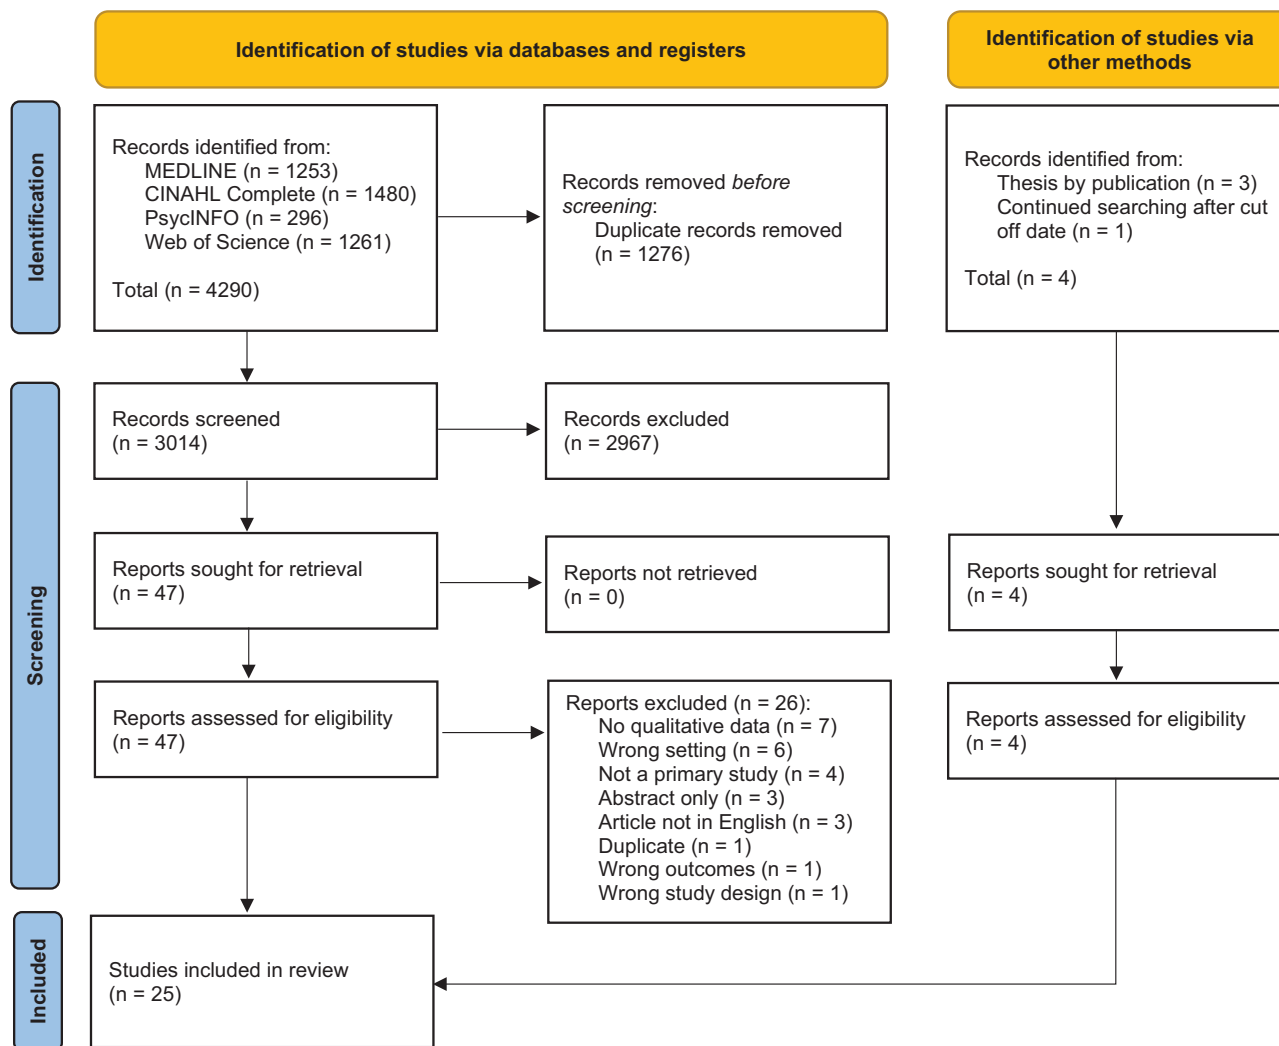 Identification of studies via databases and registers
Identification of studies via
other methods
Identification
Records identified from:
MEDLINE (n = 1253)
CINAHL Complete (n = 1480)
PsycINFO (n = 296)
Web of Science (n = 1261)
Total (n = 4290)
Records removed before
screening:
Duplicate records removed
(n = 1276)
Records identified from:
Thesis by publication (n = 3)
Continued searching after cut
off date (n = 1)
Total (n = 4)
Screening
Records screened
(n = 3014)
Records excluded
(n = 2967)
Reports sought for retrieval
(n = 47)
Reports not retrieved
(n = 0)
Reports sought for retrieval
(n = 4)
Reports assessed for eligibility
(n = 47)
Reports excluded (n = 26):
No qualitative data (n = 7)
Wrong setting (n = 6)
Not a primary study (n = 4)
Abstract only (n = 3)
Article not in English (n = 3)
Duplicate (n = 1)
Wrong outcomes (n = 1)
Wrong study design (n = 1)
Reports assessed for eligibility
(n = 4)
Included
Studies included in review
(n = 25)